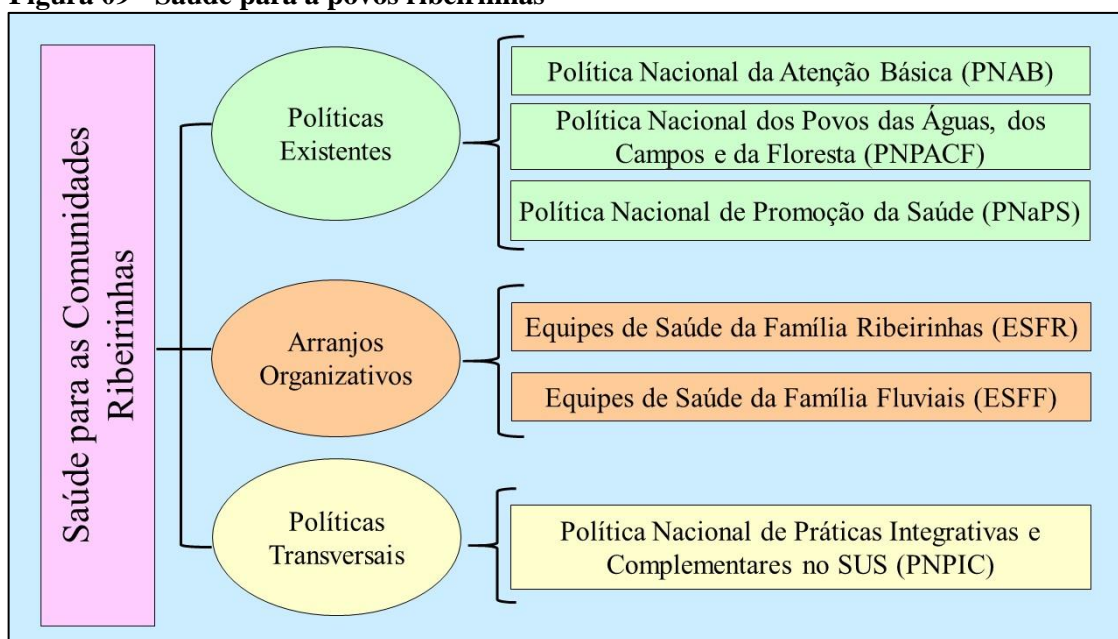 Figura 09 - Saúde para a povos ribeirinhas
Saúde para as Comunidades
Ribeirinhas
Políticas
Existentes
Política Nacional da Atenção Básica (PNAB)
Política Nacional dos Povos das Águas, dos
Campos e da Floresta (PNPACF)
Política Nacional de Promoção da Saúde (PNaPS)
Arranjos
Organizativos
Equipes de Saúde da Família Ribeirinhas (ESFR)
Equipes de Saúde da Família Fluviais (ESFF)
Políticas
Transversais
Política Nacional de Práticas Integrativas e
Complementares no SUS (PNPIC)